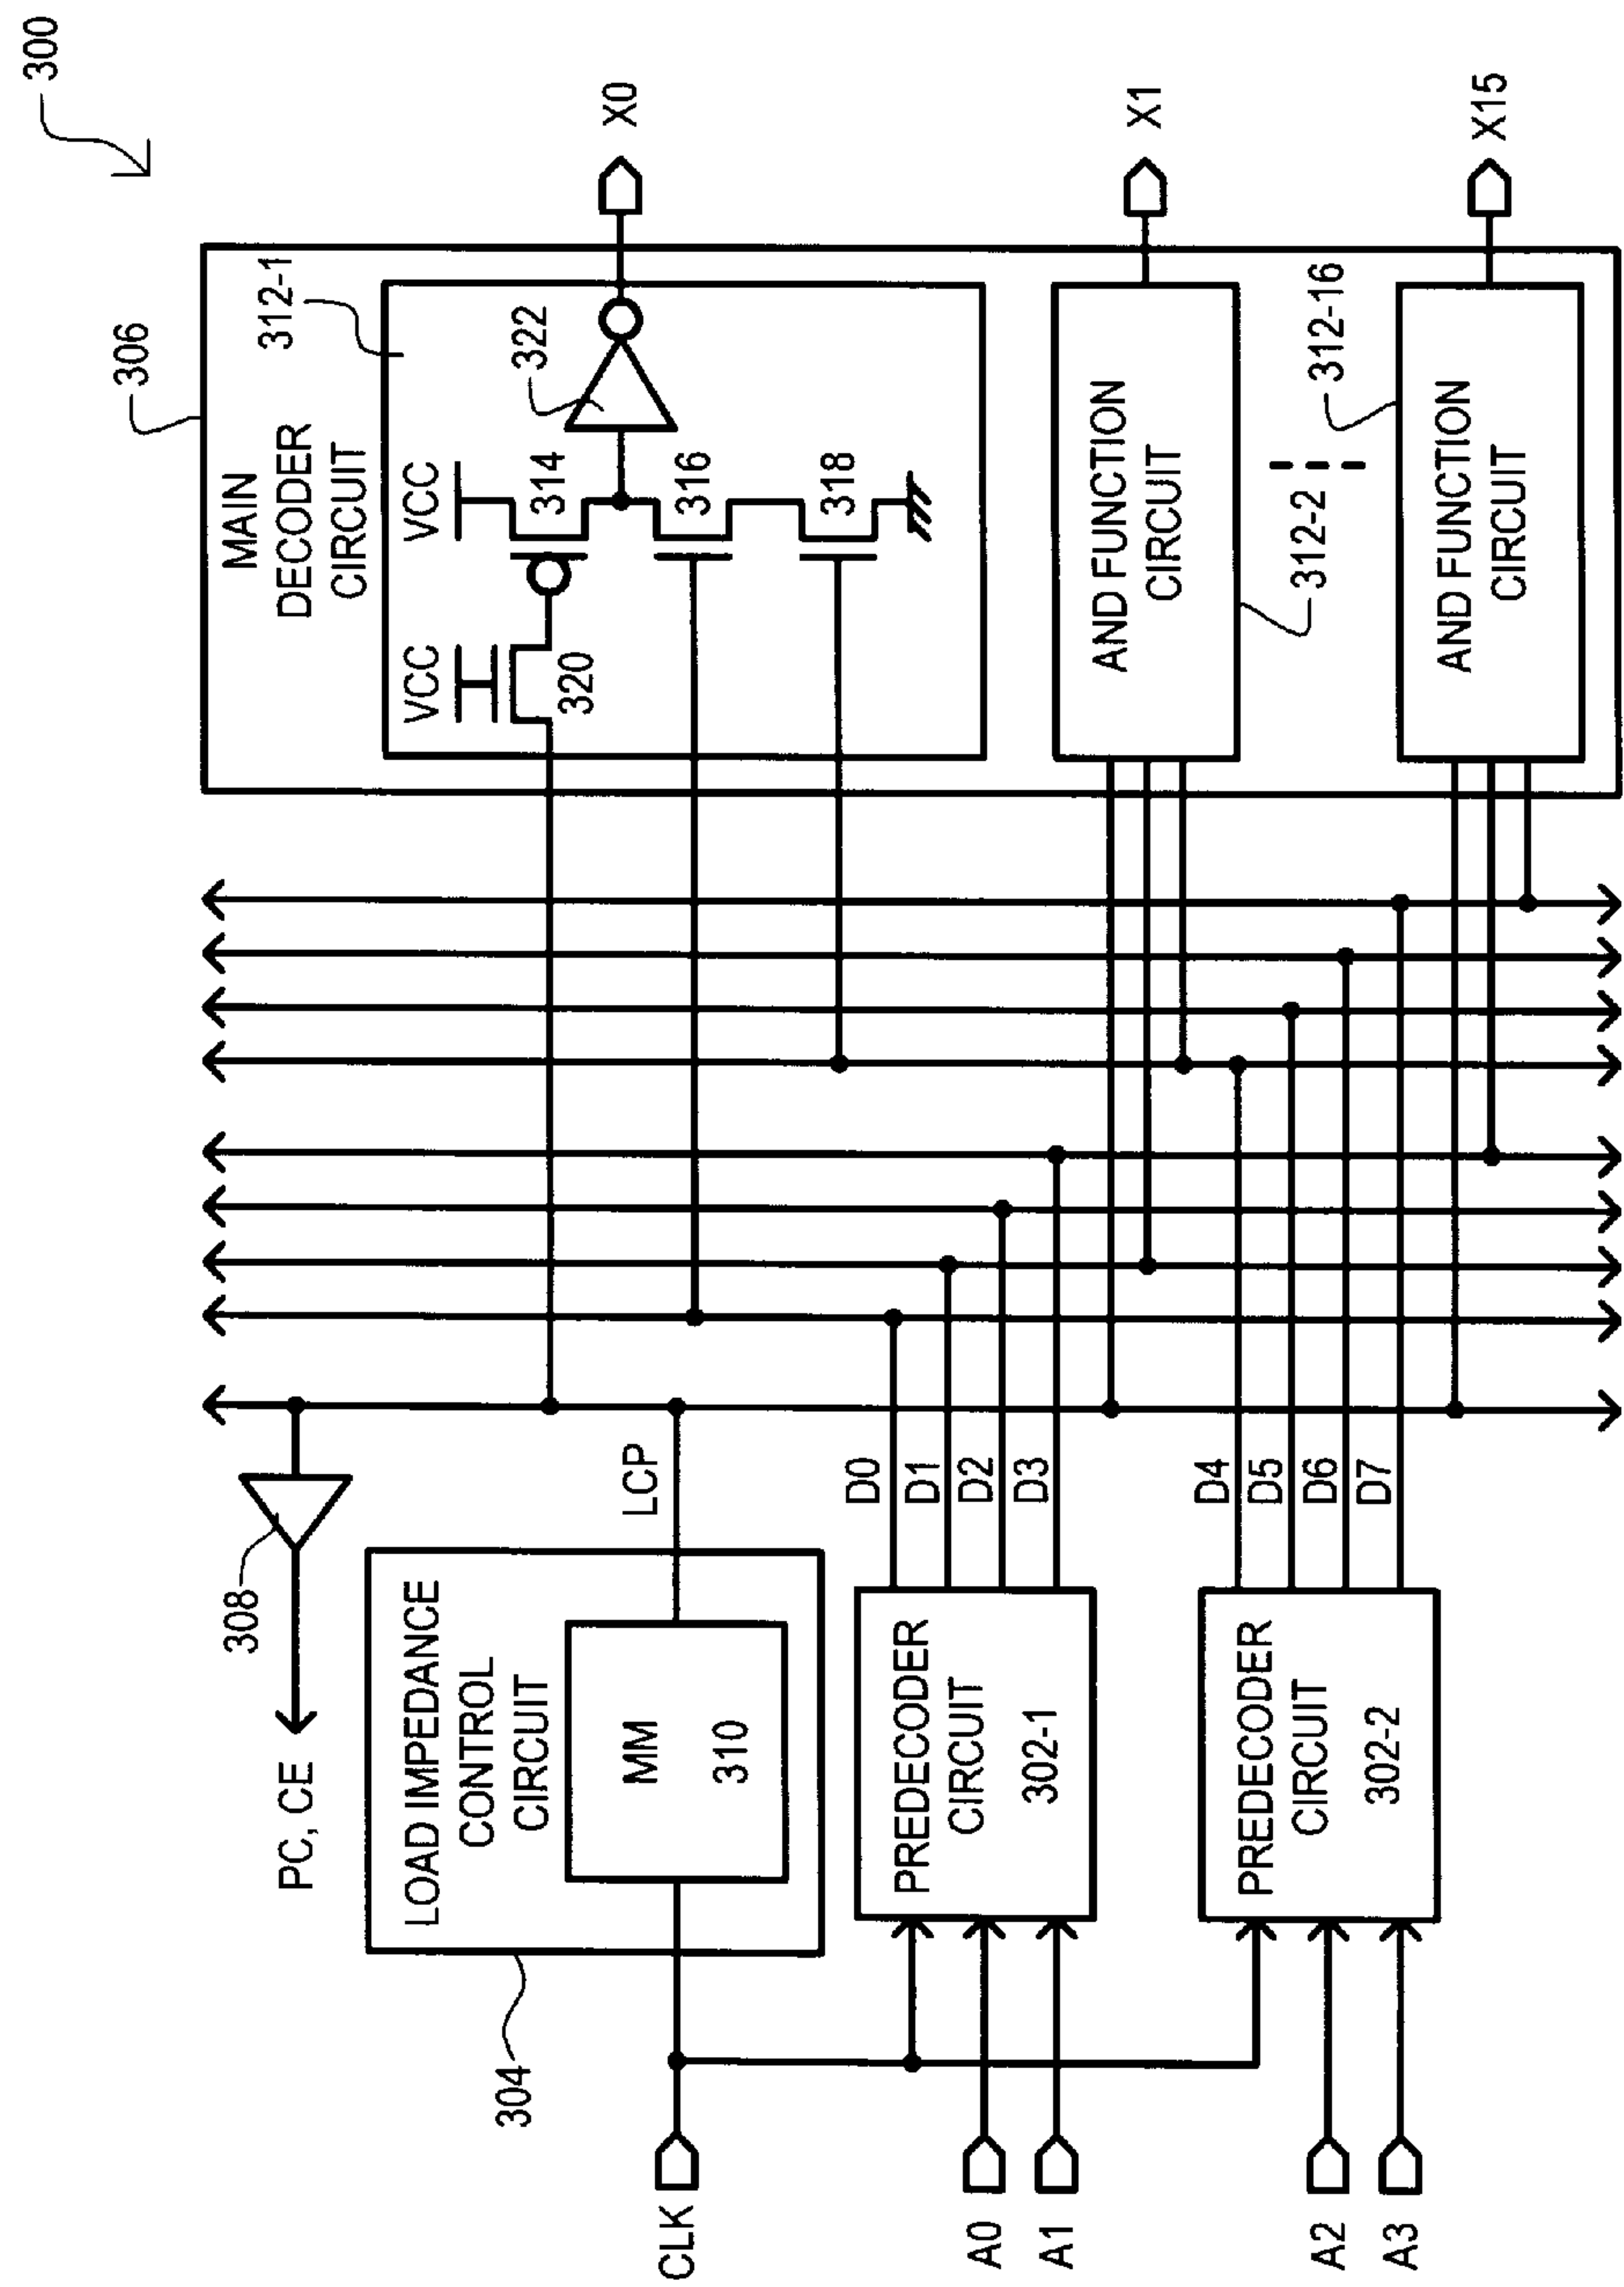 300
306
MAIN
DECODER
CIRCUIT
312-1
VCC
VCC
314
316
318
320
322
X0
AND FUNCTION
CIRCUIT
312-2
X1
AND FUNCTION
CIRCUIT
312-16
X15
308
PC, CE
LOAD IMPEDANCE
CONTROL
CIRCUIT
MM
310
LCP
304
CLK
PREDECODER
CIRCUIT
302-1
D0
D1
D2
D3
A0
A1
PREDECODER
CIRCUIT
302-2
D4
D5
D6
D7
A2
A3